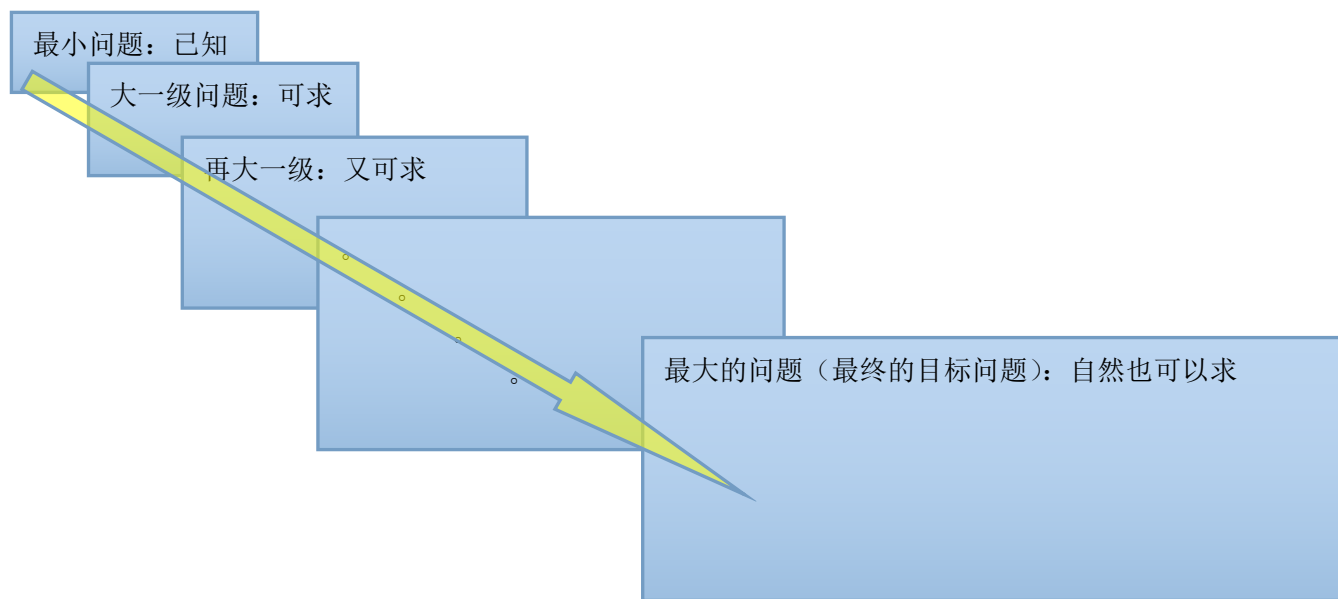 最小问题：已知
大一级问题：可求
再大一级：又可求
。
。
。
。
最大的问题（最终的目标问题）：自然也可以求